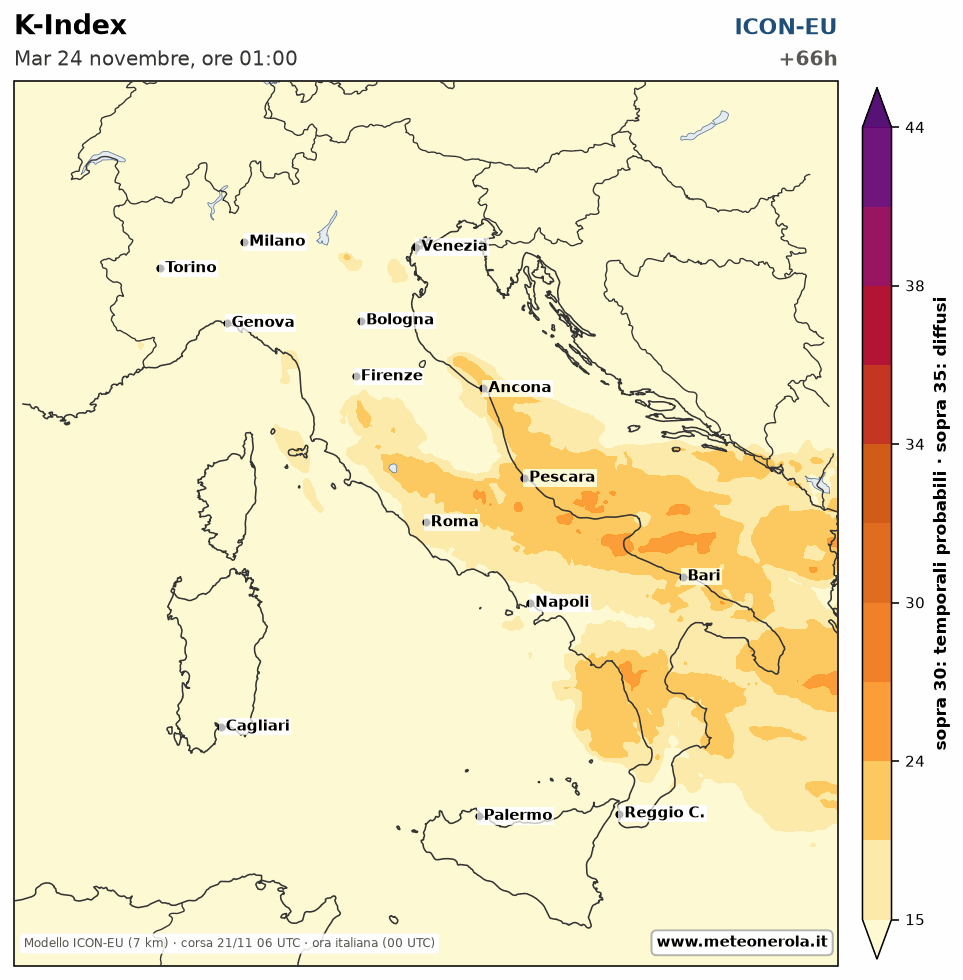 K-Index
ICON-EU
Mar 24 novembre, ore 01:00
+66h
Milano
Venezia
Torino
Genova
Bologna
Firenze
Ancona
Pescara
Roma
Bari
Napoli
Cagliari
Palermo
Reggio C.
44
38
34
30
24
15
sopra 30: temporali probabili · sopra 35: diffusi
Modello ICON-EU (7 km) · corsa 21/11 06 UTC · ora italiana (00 UTC)
www.meteonerola.it